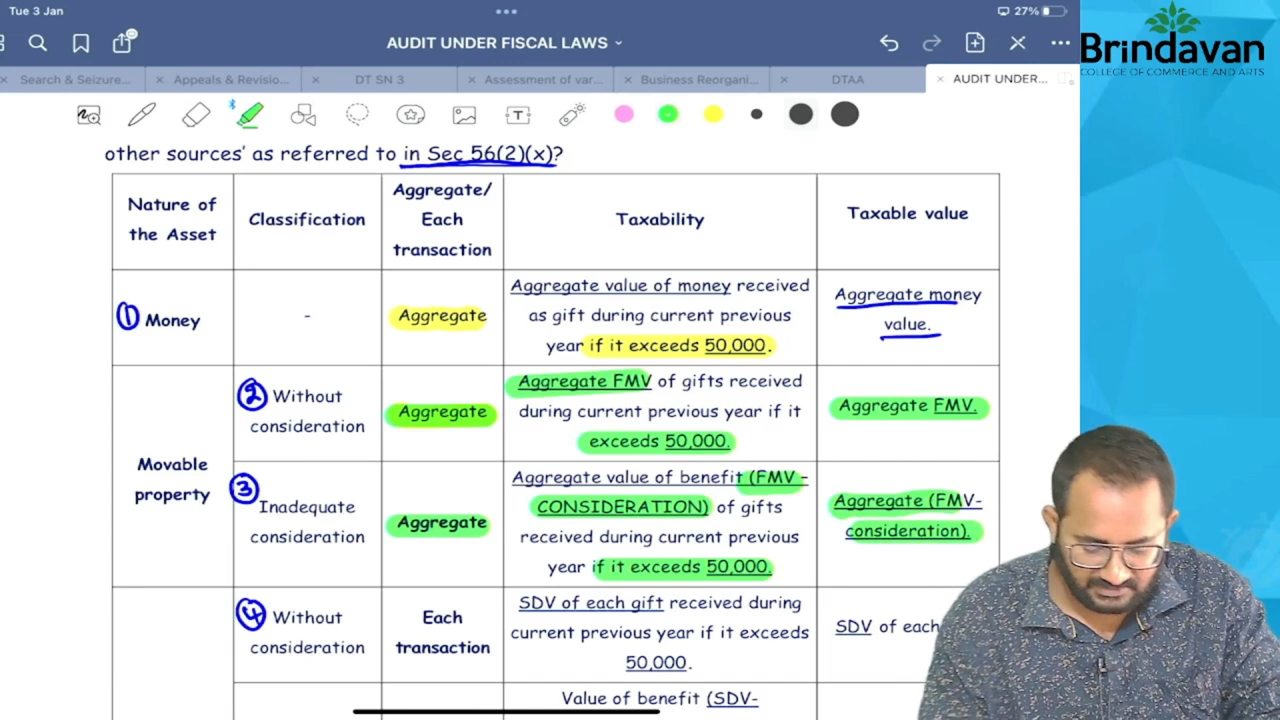 Tue 3 Jan
27%
AUDIT UNDER FISCAL LAWS
Brindavan
COLLEGE OF COMMERCE AND ARTS
Search & Seizure...
Appeals & Revisio...
DT SN 3
Assessment of var...
Business Reorgani...
DTAA
AUDIT UNDER...
other sources' as referred to in Sec 56(2)(x)?
Nature of
the Asset
Classification
Aggregate/
Each
transaction
Taxability
Taxable value
1 Money
-
Aggregate
Aggregate value of money received
as gift during current previous
year if it exceeds 50,000.
Aggregate money
value.
Movable
property
2 Without
consideration
Aggregate
Aggregate FMV of gifts received
during current previous year if it
exceeds 50,000.
Aggregate FMV.
3 Inadequate
consideration
Aggregate
Aggregate value of benefit (FMV -
CONSIDERATION) of gifts
received during current previous
year if it exceeds 50,000.
Aggregate (FMV-
consideration).
4 Without
consideration
Each
transaction
SDV of each gift received during
current previous year if it exceeds
50,000.
SDV of each
Value of benefit (SDV-